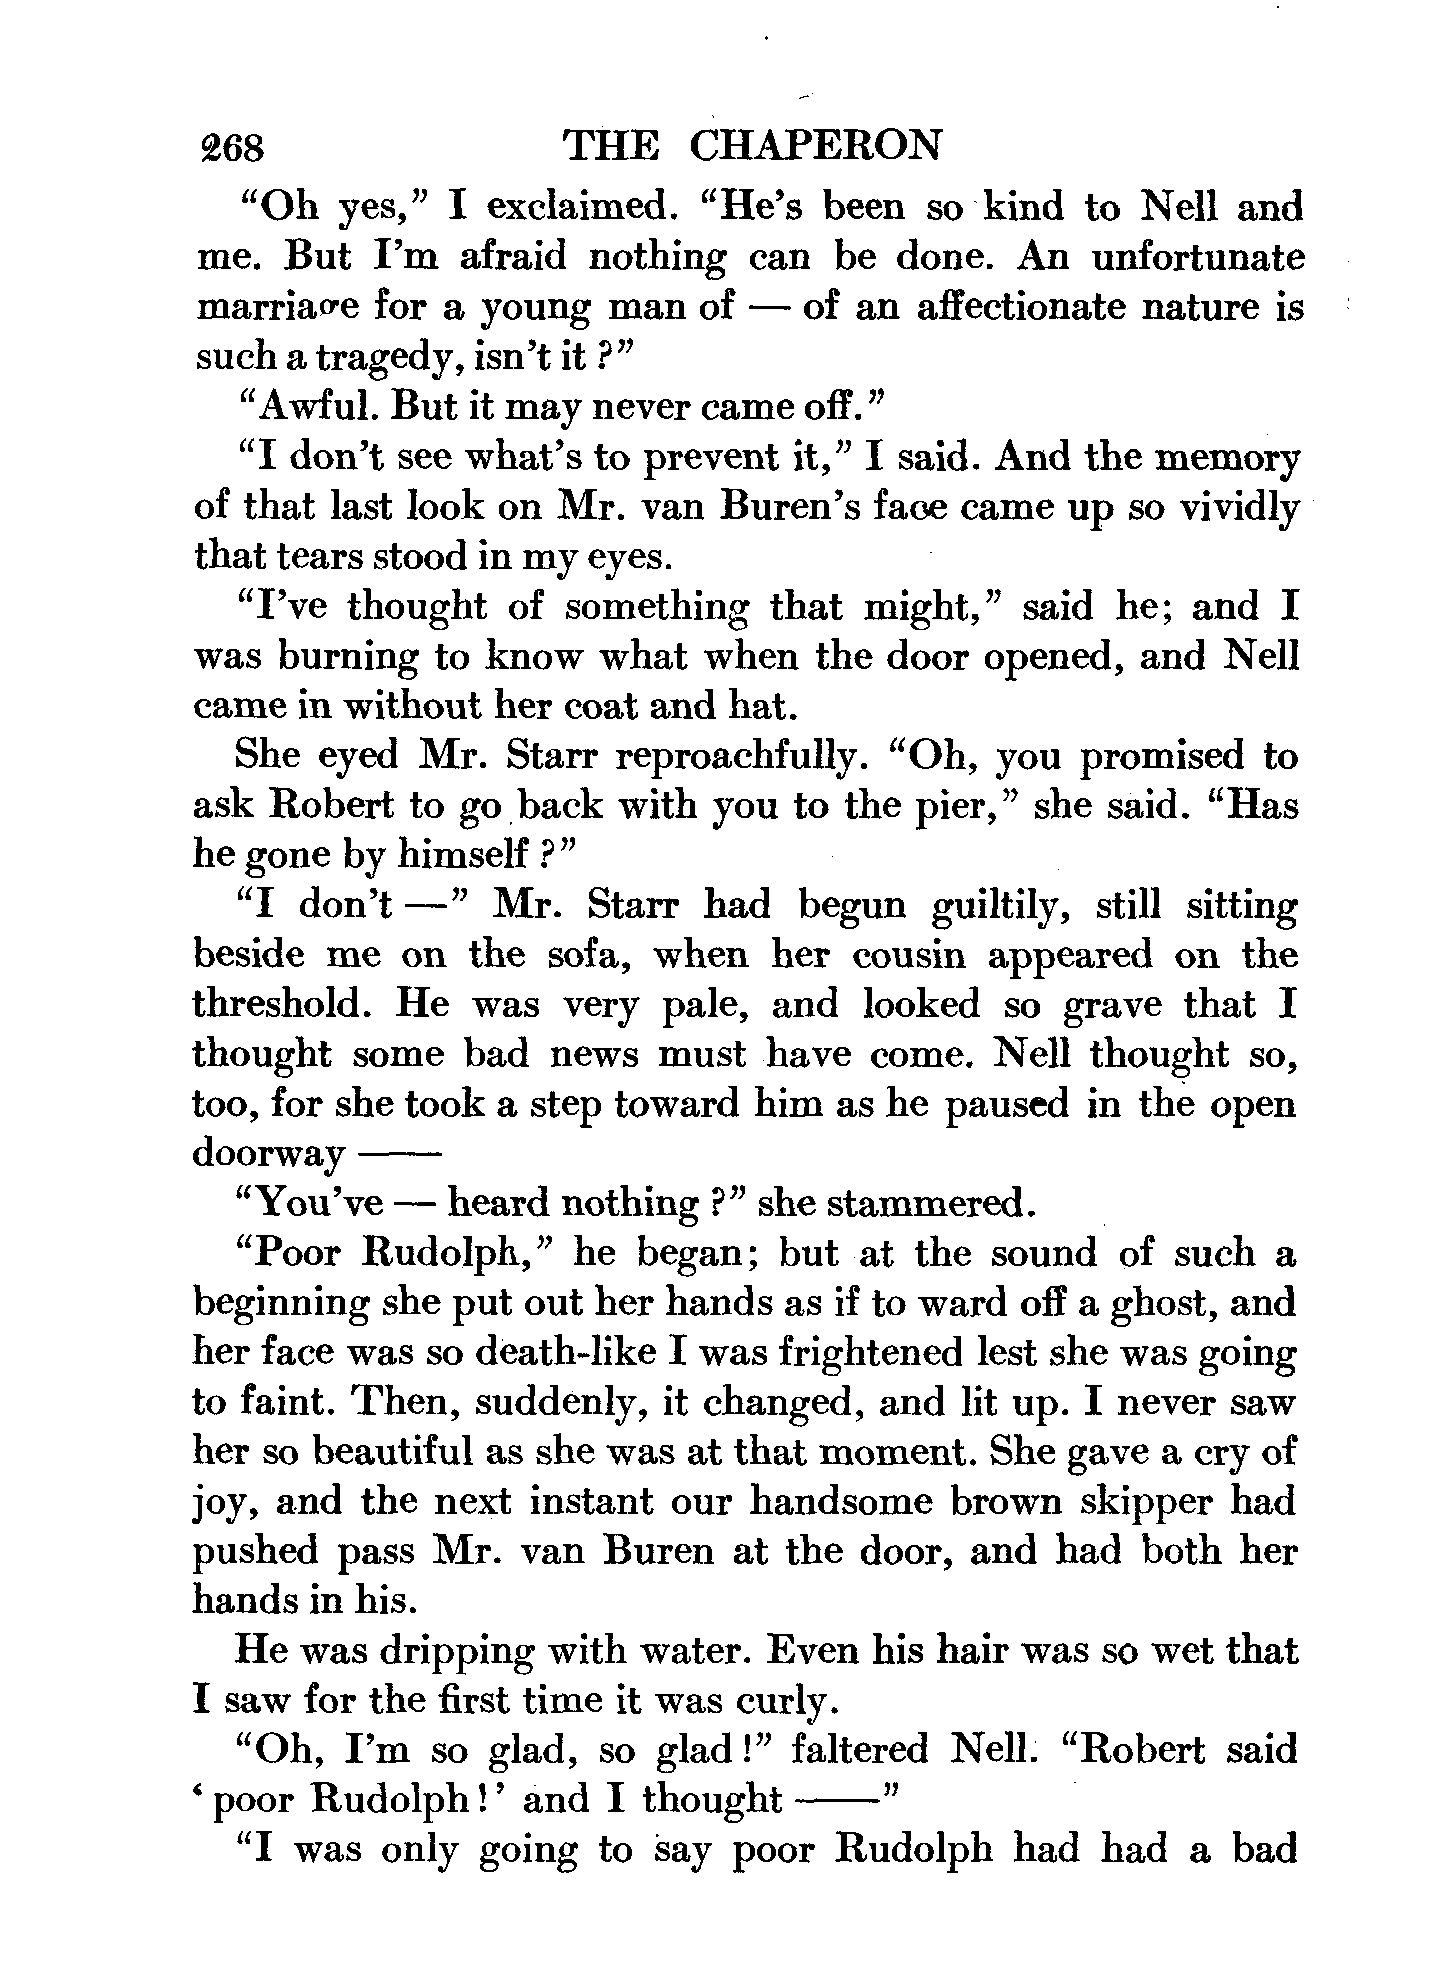 268 THE CHAPERON
“Oh yes,” I exclaimed. “He’s been so kind to Nell and
me. But I’m afraid nothing can be done. An unfortunate
marriage for a young man of — of an affectionate nature is
such a tragedy, isn’t it?”
“Awful. But it may never came off.”
“I don’t see what’s to prevent it,” I said. And the memory
of that last look on Mr. van Buren’s face came up so vividly
that tears stood in my eyes.
“I’ve thought of something that might,” said he; and I
was burning to know what when the door opened, and Nell
came in without her coat and hat.
She eyed Mr. Starr reproachfully. “Oh, you promised to
ask Robert to go back with you to the pier,” she said. “Has
he gone by himself?”
“I don’t —” Mr. Starr had begun guiltily, still sitting
beside me on the sofa, when her cousin appeared on the
threshold. He was very pale, and looked so grave that I
thought some bad news must have come. Nell thought so,
too, for she took a step toward him as he paused in the open
doorway ——
“You’ve — heard nothing?” she stammered.
“Poor Rudolph,” he began; but at the sound of such a
beginning she put out her hands as if to ward off a ghost, and
her face was so death-like I was frightened lest she was going
to faint. Then, suddenly, it changed, and lit up. I never saw
her so beautiful as she was at that moment. She gave a cry of
joy, and the next instant our handsome brown skipper had
pushed pass Mr. van Buren at the door, and had both her
hands in his.
He was dripping with water. Even his hair was so wet that
I saw for the first time it was curly.
“Oh, I’m so glad, so glad!” faltered Nell. “Robert said
‘poor Rudolph!’ and I thought ——”
“I was only going to say poor Rudolph had had a bad